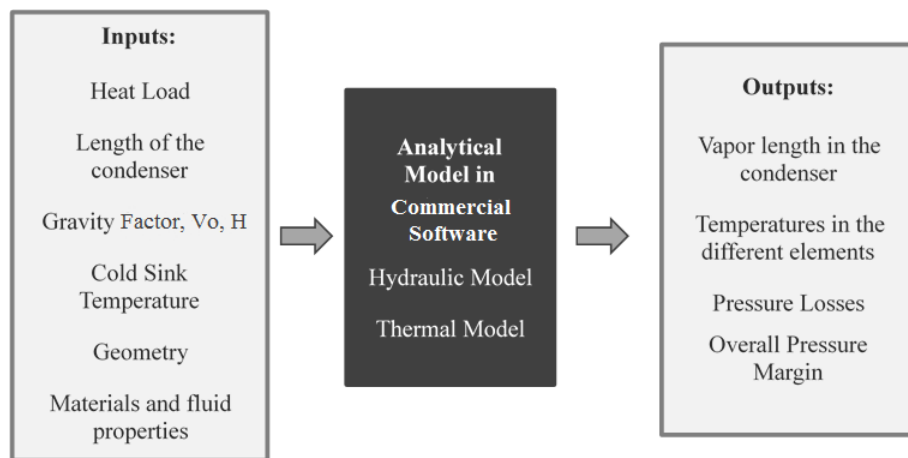 Inputs:
Heat Load
Length of the
condenser
Gravity Factor, Vo, H
Cold Sink
Temperature
Geometry
Materials and fluid
properties
Analytical
Model in
Commercial
Software
Hydraulic Model
Thermal Model
Outputs:
Vapor length in the
condenser
Temperatures in the
different elements
Pressure Losses
Overall Pressure
Margin